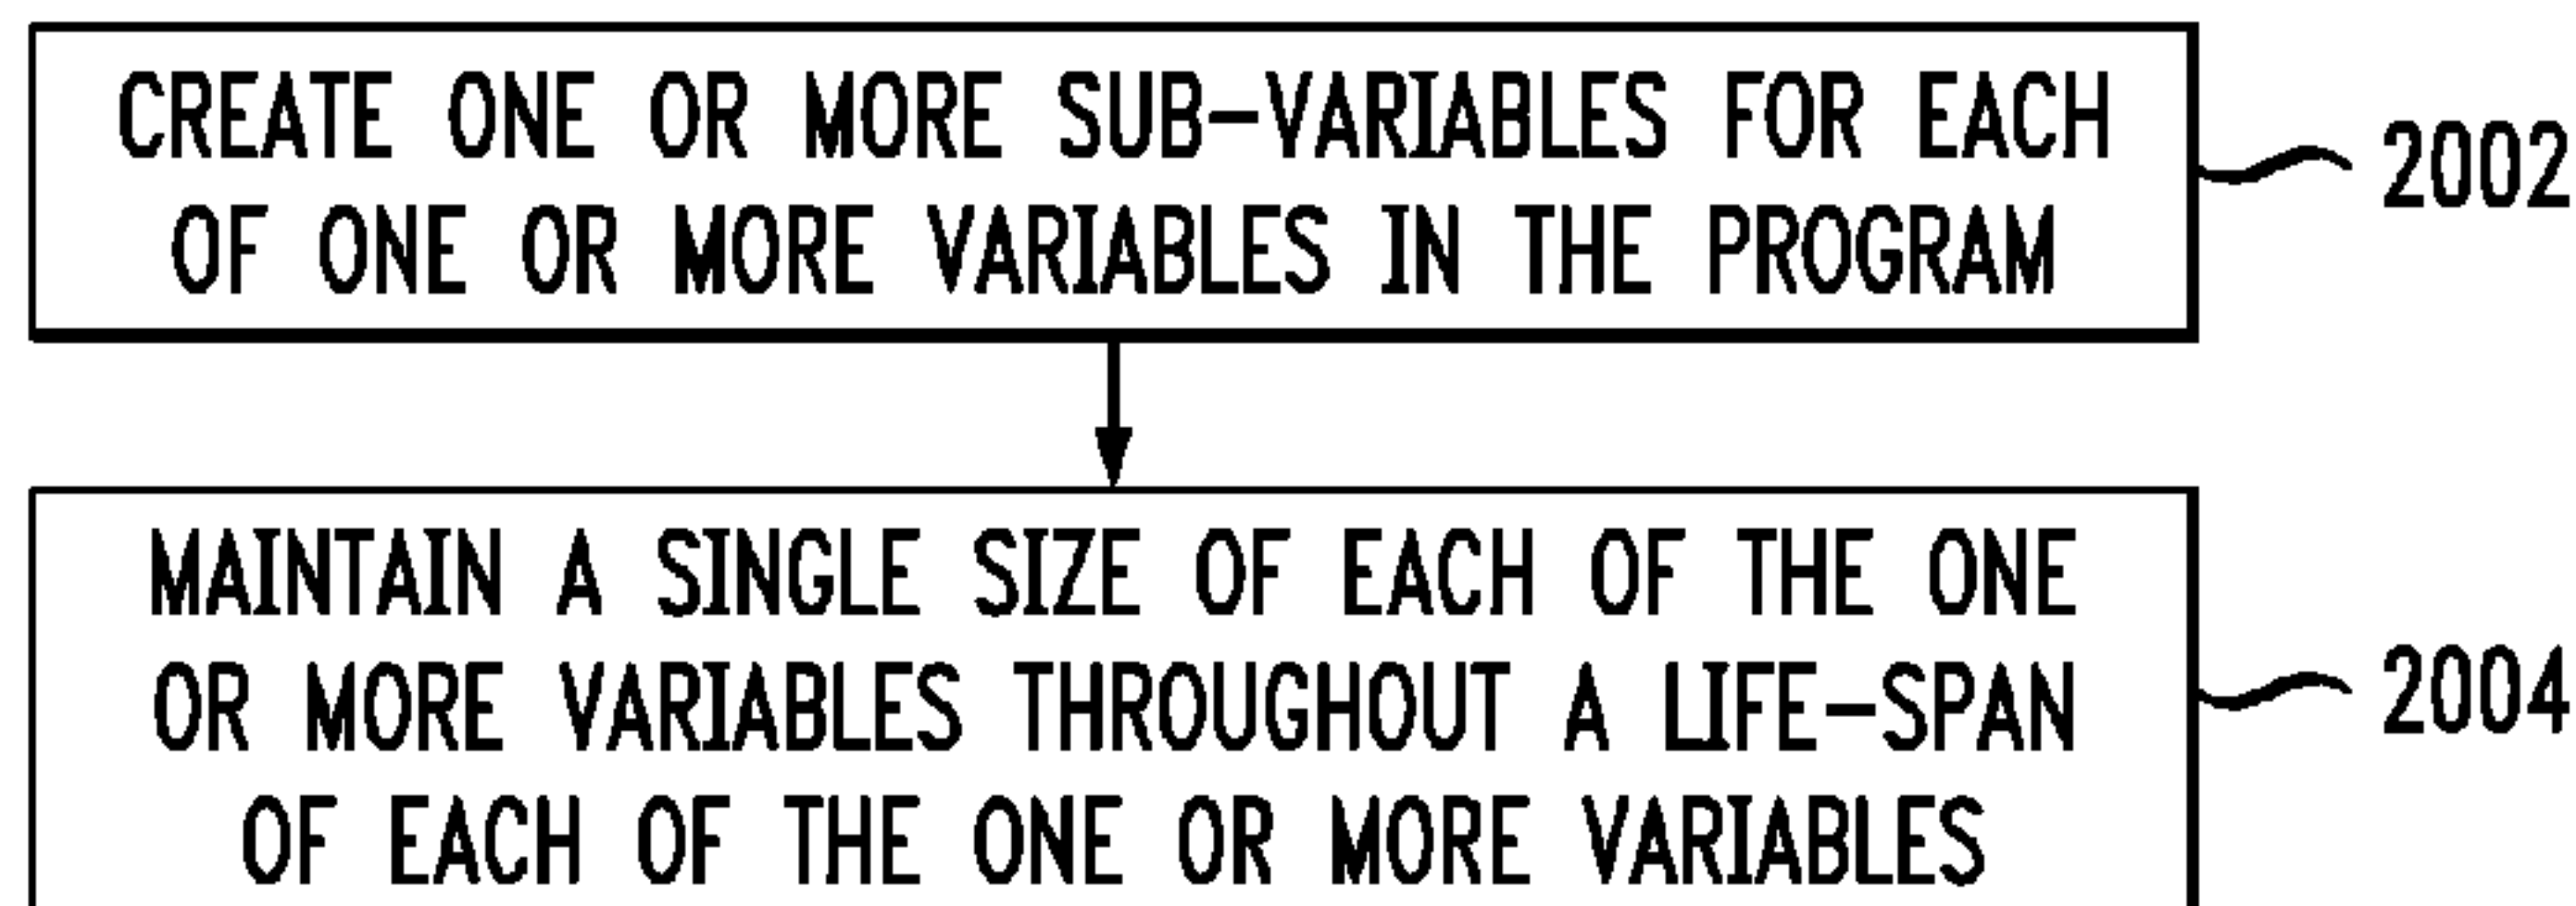 CREATE ONE OR MORE SUB-VARIABLES FOR EACH
OF ONE OR MORE VARIABLES IN THE PROGRAM
2002
MAINTAIN A SINGLE SIZE OF EACH OF THE ONE
OR MORE VARIABLES THROUGHOUT A LIFE-SPAN
OF EACH OF THE ONE OR MORE VARIABLES
2004